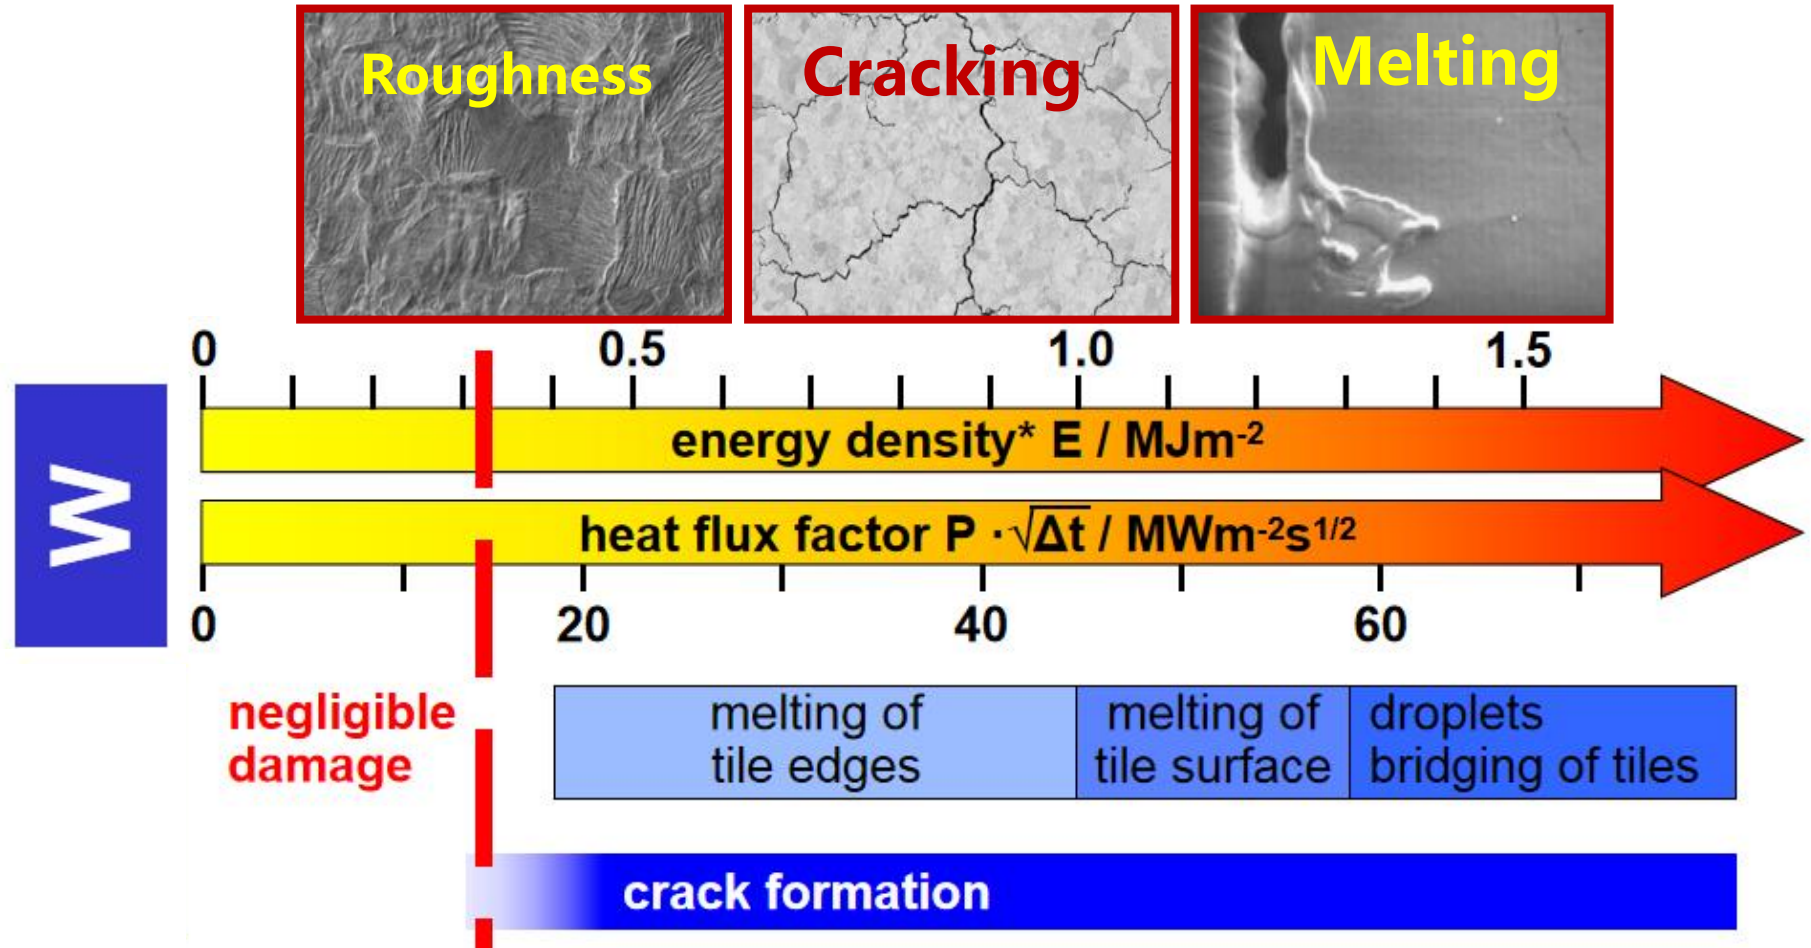 Roughness
Cracking
Melting
0 0.5 1.0 1.5
W
energy density* E / MJm-2
heat flux factor P ·√Δt / MWm-2s1/2
0 20 40 60
negligible
damage
melting of
tile edges
melting of
tile surface
droplets
bridging of tiles
crack formation